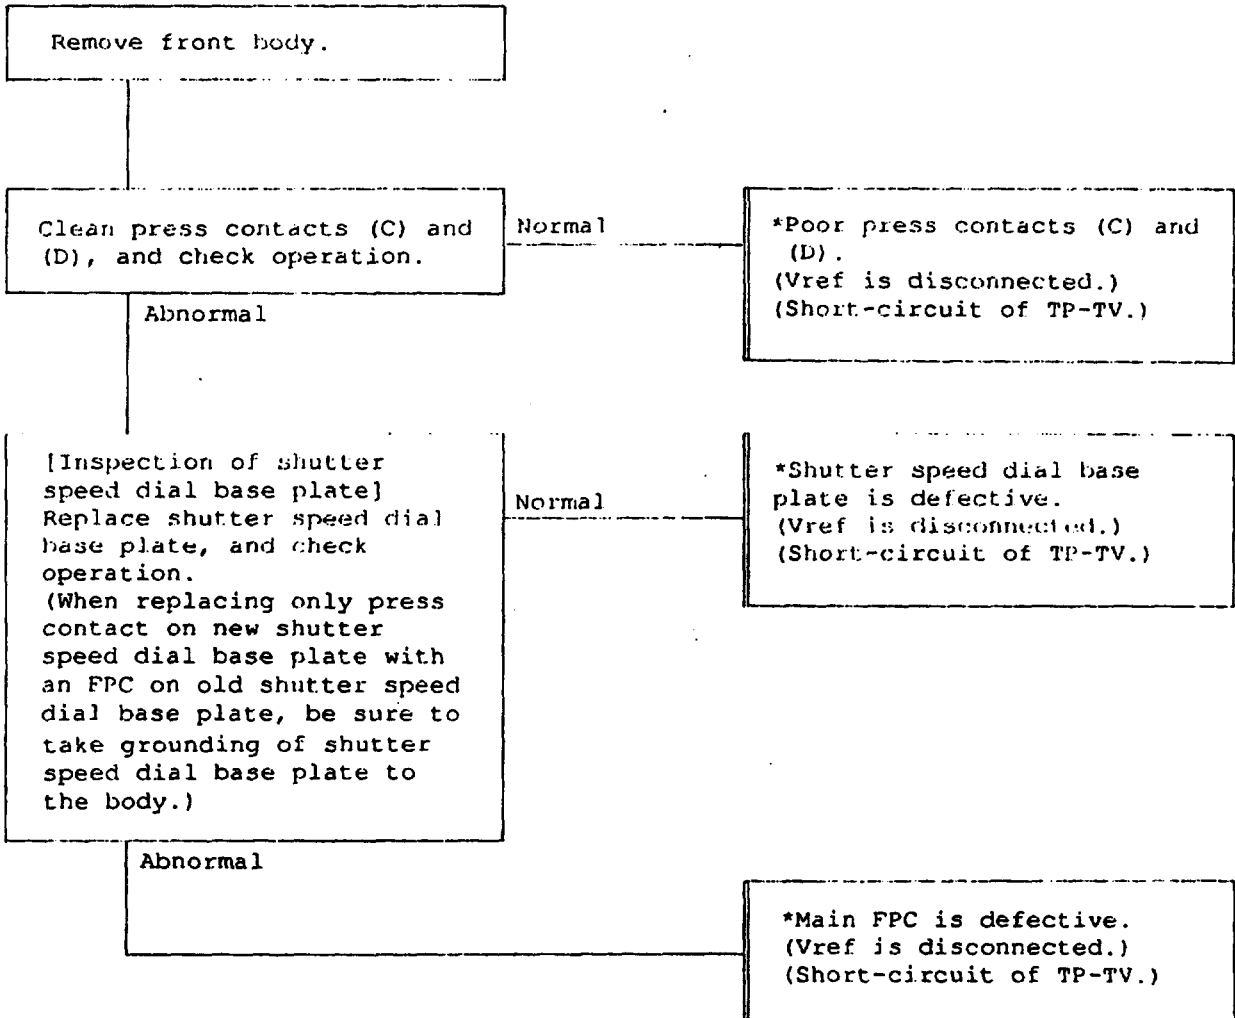 Remove front body.
Clean press contacts (C) and
(D), and check operation.
Normal
*Poor press contacts (C) and
(D).
(Vref is disconnected.)
(Short-circuit of TP-TV.)
Abnormal
[Inspection of shutter
speed dial base plate]
Replace shutter speed dial
base plate, and check
operation.
(When replacing only press
contact on new shutter
speed dial base plate with
an FPC on old shutter speed
dial base plate, be sure to
take grounding of shutter
speed dial base plate to
the body.)
Normal
*Shutter speed dial base
plate is defective.
(Vref is disconnected.)
(Short-circuit of TP-TV.)
Abnormal
*Main FPC is defective.
(Vref is disconnected.)
(Short-circuit of TP-TV.)